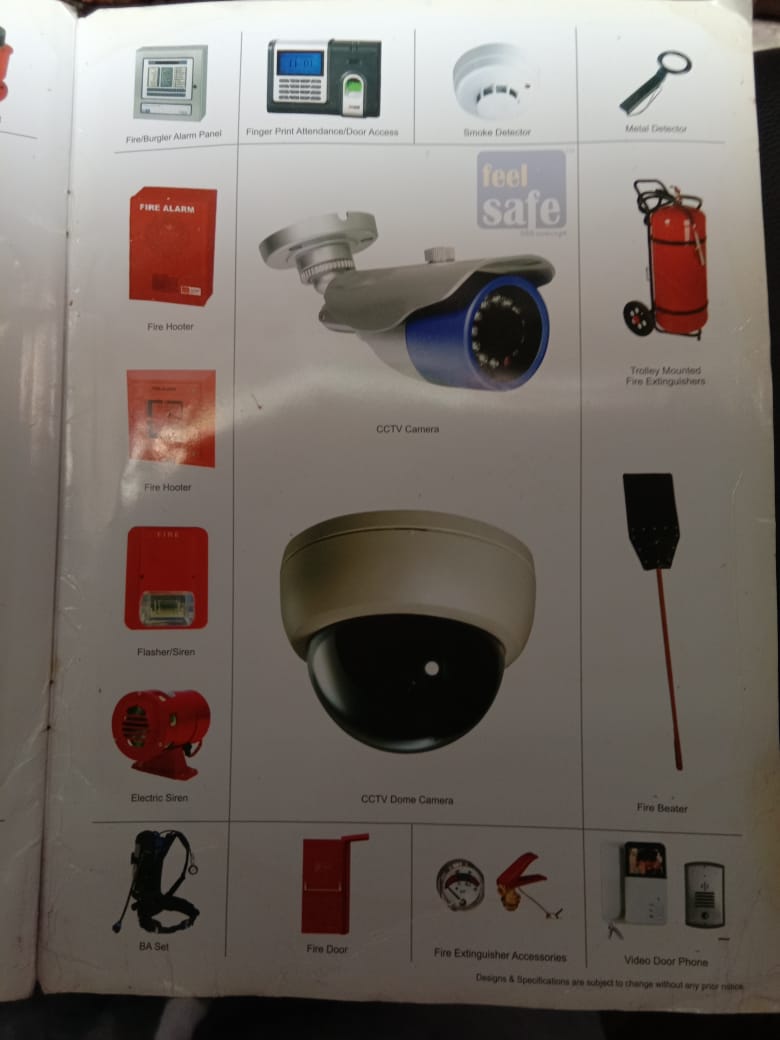 Fire/Burgler Alarm Panel
Finger Print Attendance/Door Access
Smoke Detector
Metal Detector
feel
safe
FIRE ALARM
Fire Hooter
Trolley Mounted
Fire Extinguishers
CCTV Camera
Fire Hooter
FIRE
Flasher/Siren
Electric Siren
CCTV Dome Camera
Fire Beater
BA Set
Fire Door
Fire Extinguisher Accessories
Video Door Phone
Designs & Specifications are subject to change without any prior notice.